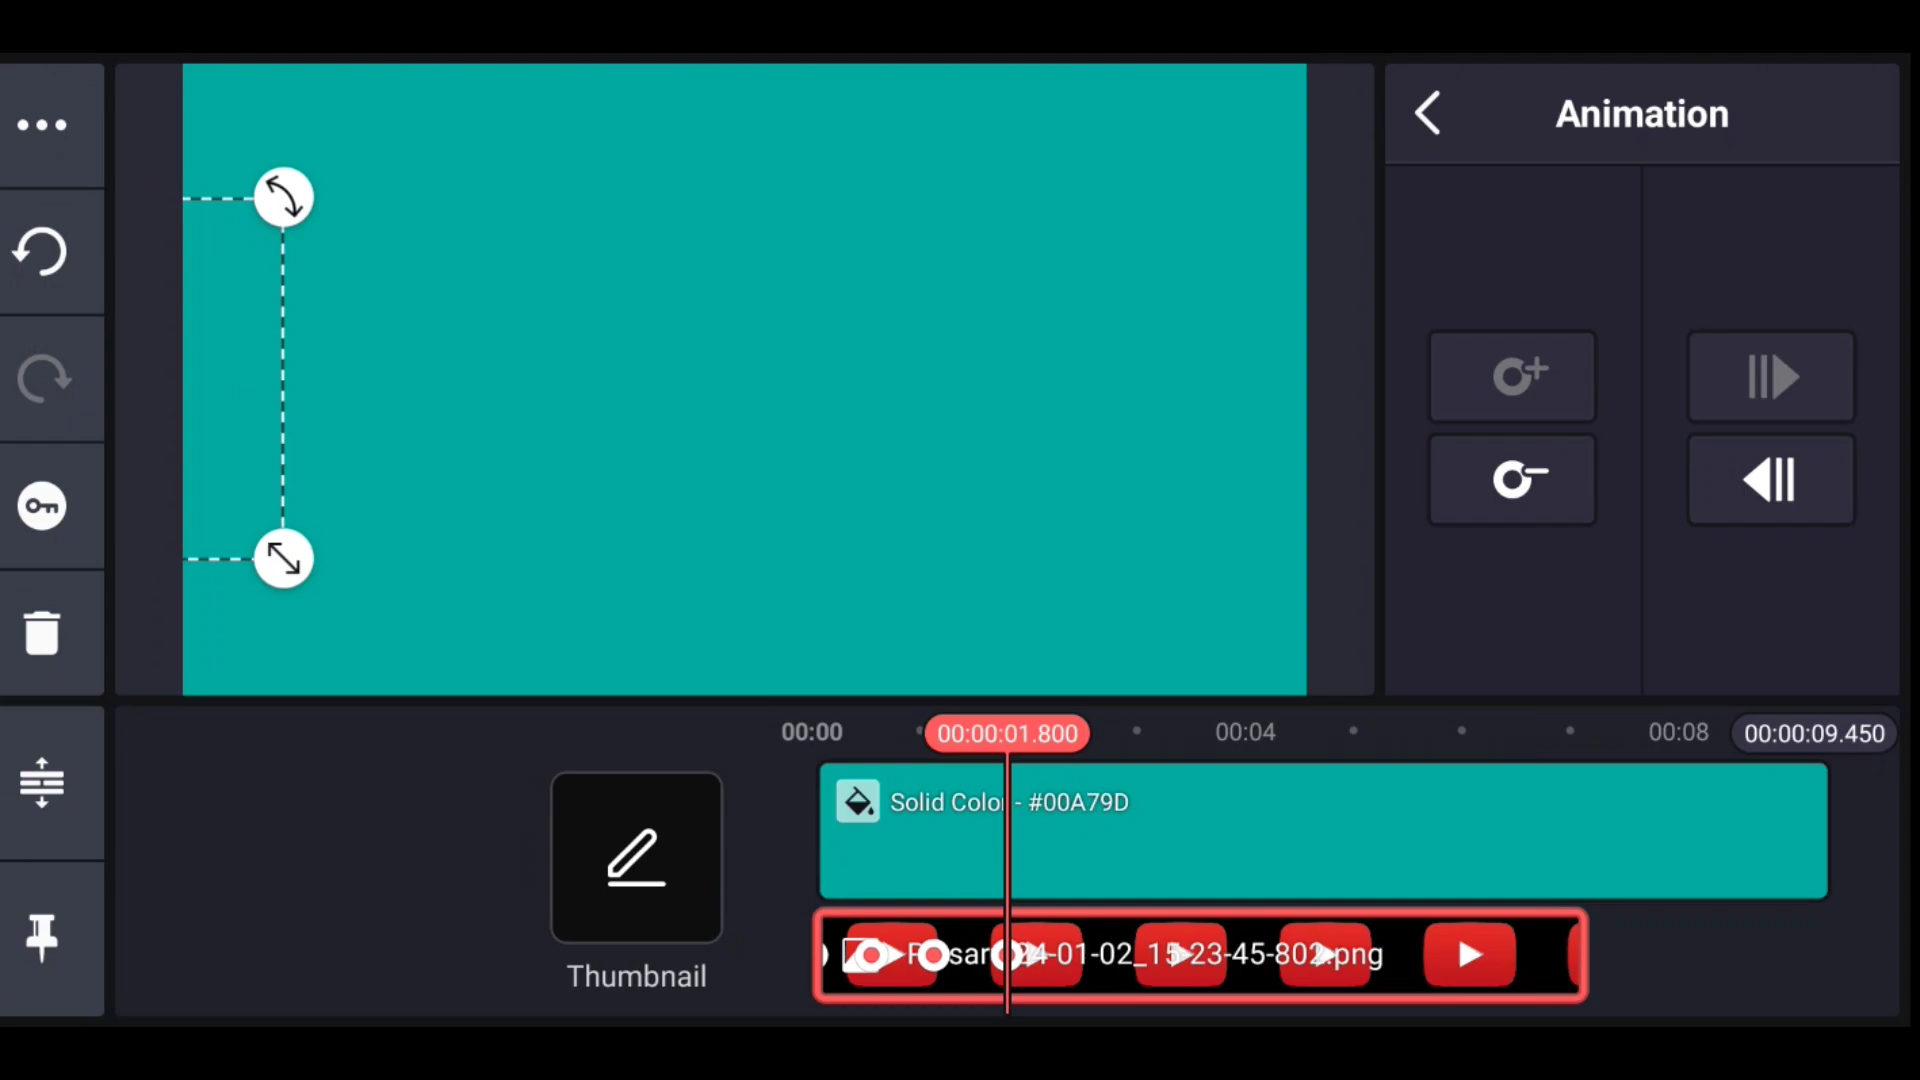 Animation
00:00
00:00:01.800
00:04
00:08
00:00:09.450
Solid Color - #00A79D
Thumbnail
24-01-02_15-23-45-802.png